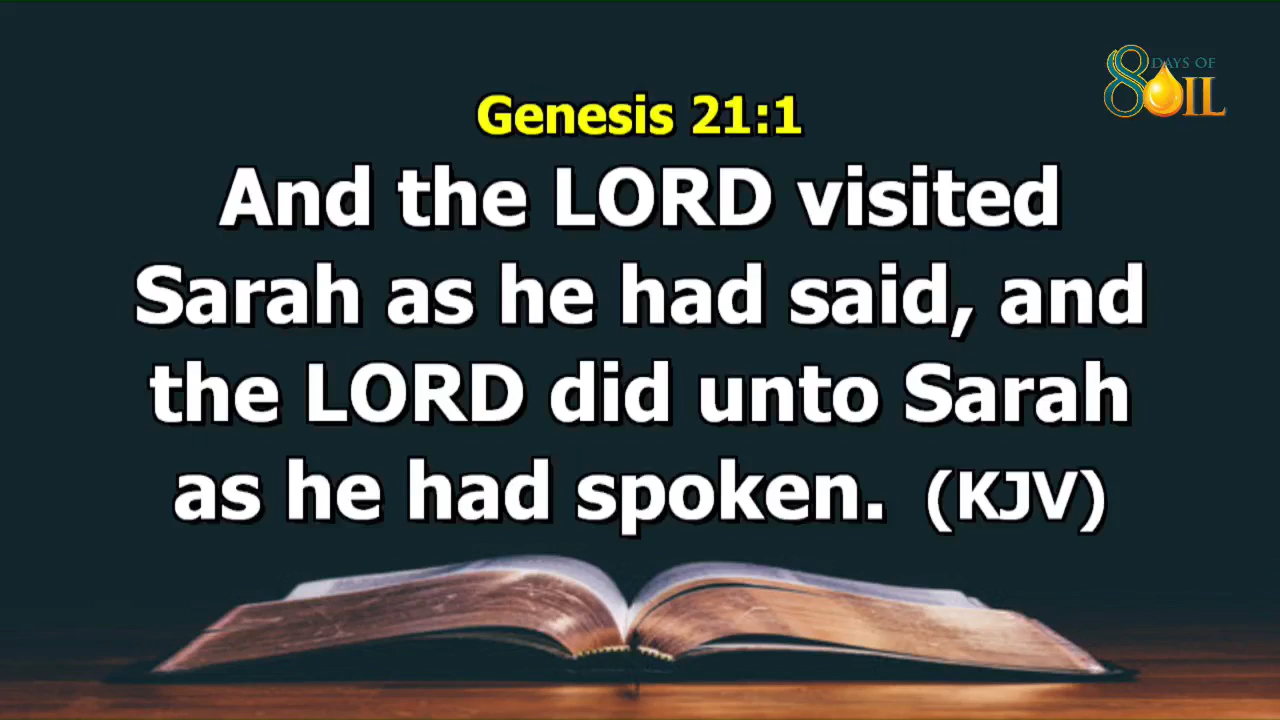 8 DAYS OF
OIL
Genesis 21:1
And the LORD visited
Sarah as he had said, and
the LORD did unto Sarah
as he had spoken. (KJV)